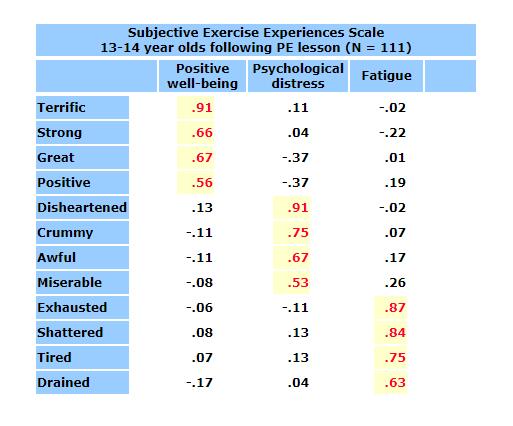 Subjective Exercise Experiences Scale
13-14 year olds following PE lesson (N = 111)
Positive well-being Psychological distress Fatigue
Terrific .91 .11 -.02
Strong .66 .04 -.22
Great .67 -.37 .01
Positive .56 -.37 .19
Disheartened .13 .91 -.02
Crummy -.11 .75 .07
Awful -.11 .67 .17
Miserable -.08 .53 .26
Exhausted -.06 -.11 .87
Shattered .08 .13 .84
Tired .07 .13 .75
Drained -.17 .04 .63